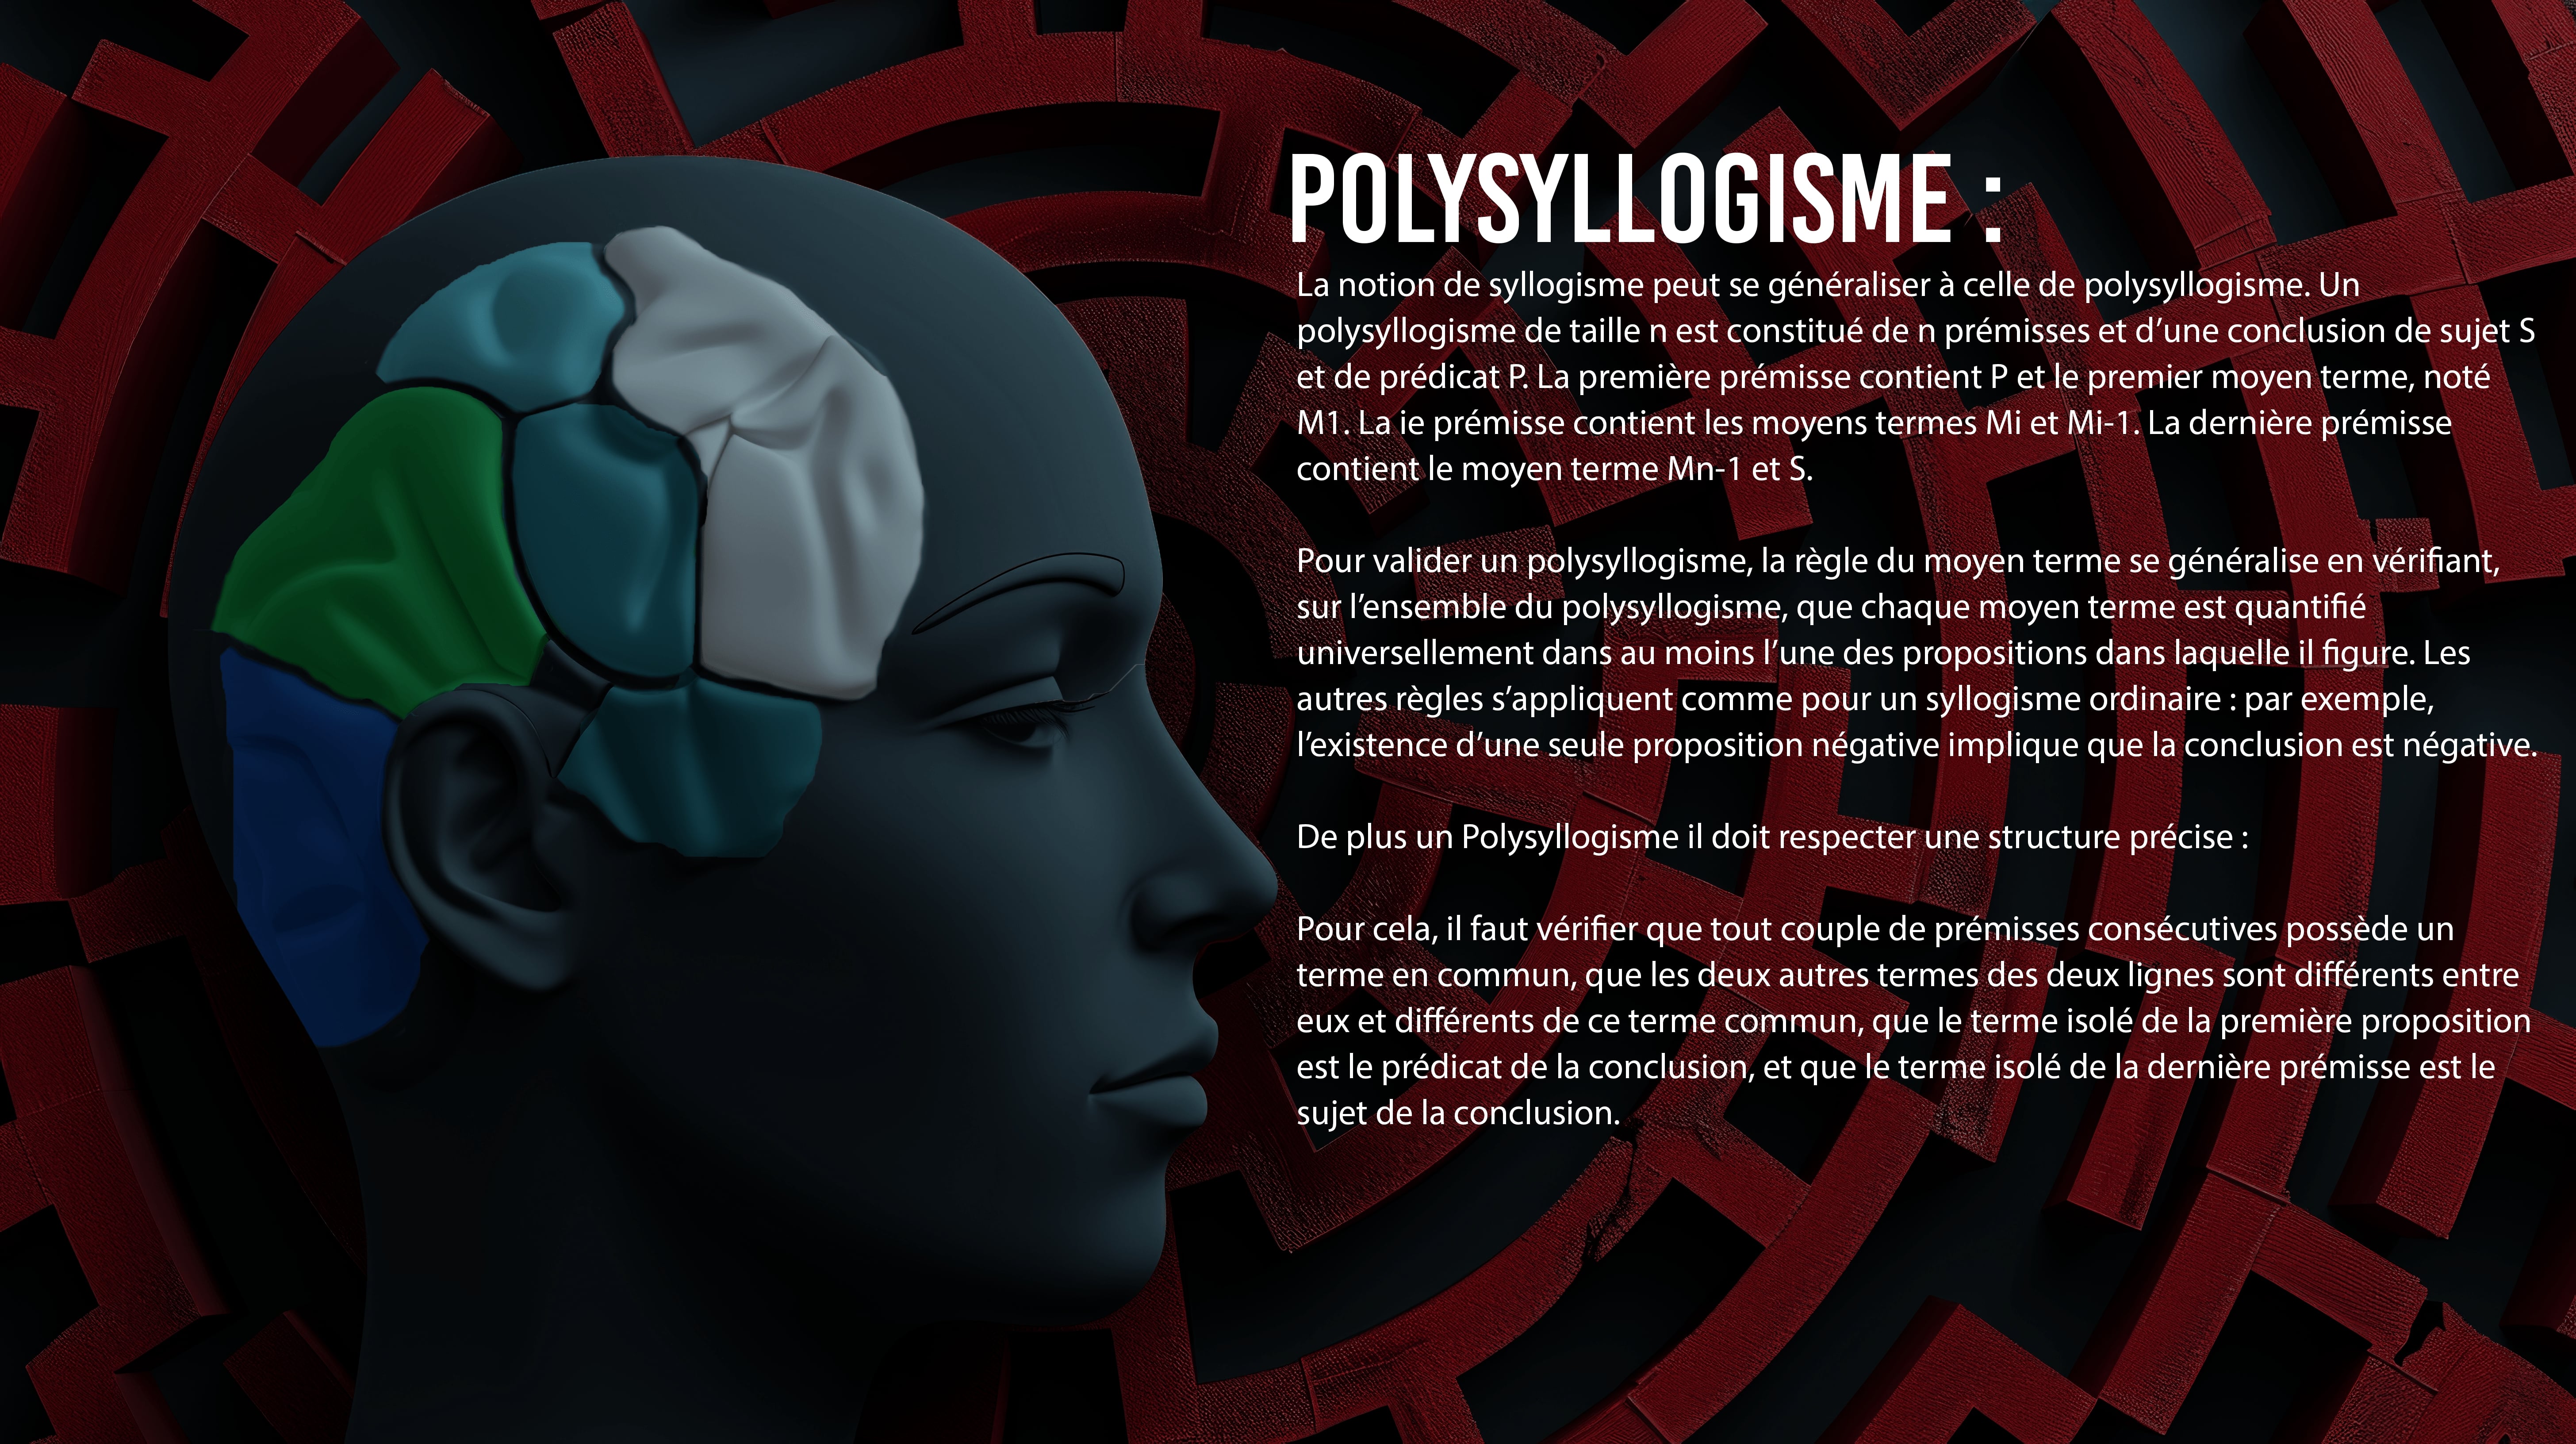 POLYSYLLOGISME :
La notion de syllogisme peut se généraliser à celle de polysyllogisme. Un
polysyllogisme de taille n est constitué de n prémisses et d’une conclusion de sujet S
et de prédicat P. La première prémisse contient P et le premier moyen terme, noté
M1. La ie prémisse contient les moyens termes Mi et Mi-1. La dernière prémisse
contient le moyen terme Mn-1 et S.
Pour valider un polysyllogisme, la règle du moyen terme se généralise en vérifiant,
sur l’ensemble du polysyllogisme, que chaque moyen terme est quantifié
universellement dans au moins l’une des propositions dans laquelle il figure. Les
autres règles s’appliquent comme pour un syllogisme ordinaire : par exemple,
l’existence d’une seule proposition négative implique que la conclusion est négative.
De plus un Polysyllogisme il doit respecter une structure précise :
Pour cela, il faut vérifier que tout couple de prémisses consécutives possède un
terme en commun, que les deux autres termes des deux lignes sont différents entre
eux et différents de ce terme commun, que le terme isolé de la première proposition
est le prédicat de la conclusion, et que le terme isolé de la dernière prémisse est le
sujet de la conclusion.